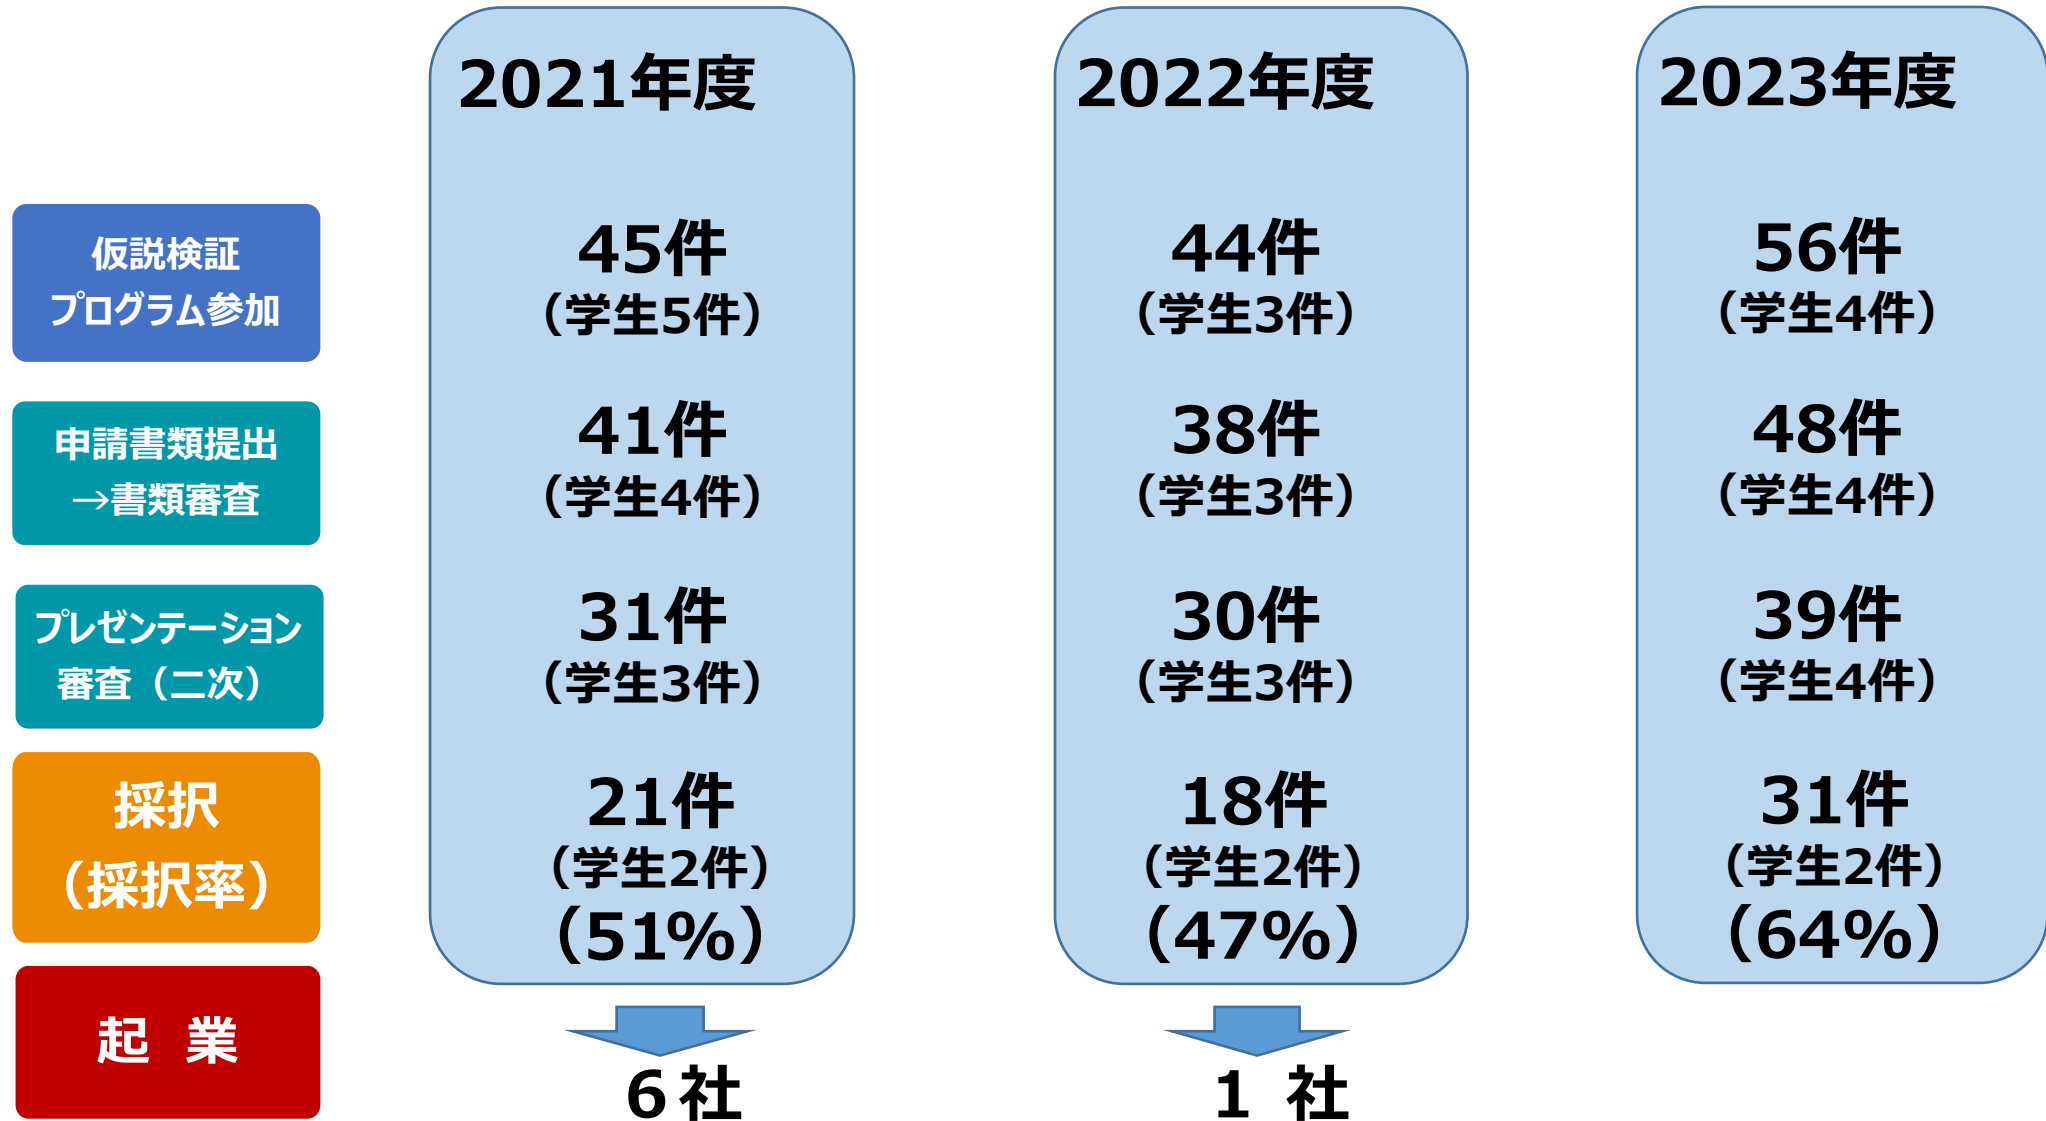 2021年度
2022年度
2023年度
仮説検証
プログラム参加
45件
（学生5件）
44件
（学生3件）
56件
（学生4件）
申請書類提出
→書類審査
41件
（学生4件）
38件
（学生3件）
48件
（学生4件）
プレゼンテーション
審査（二次）
31件
（学生3件）
30件
（学生3件）
39件
（学生4件）
採択
（採択率）
21件
（学生2件）
（51%）
18件
（学生2件）
（47%）
31件
（学生2件）
（64%）
起 業
６社
１ 社